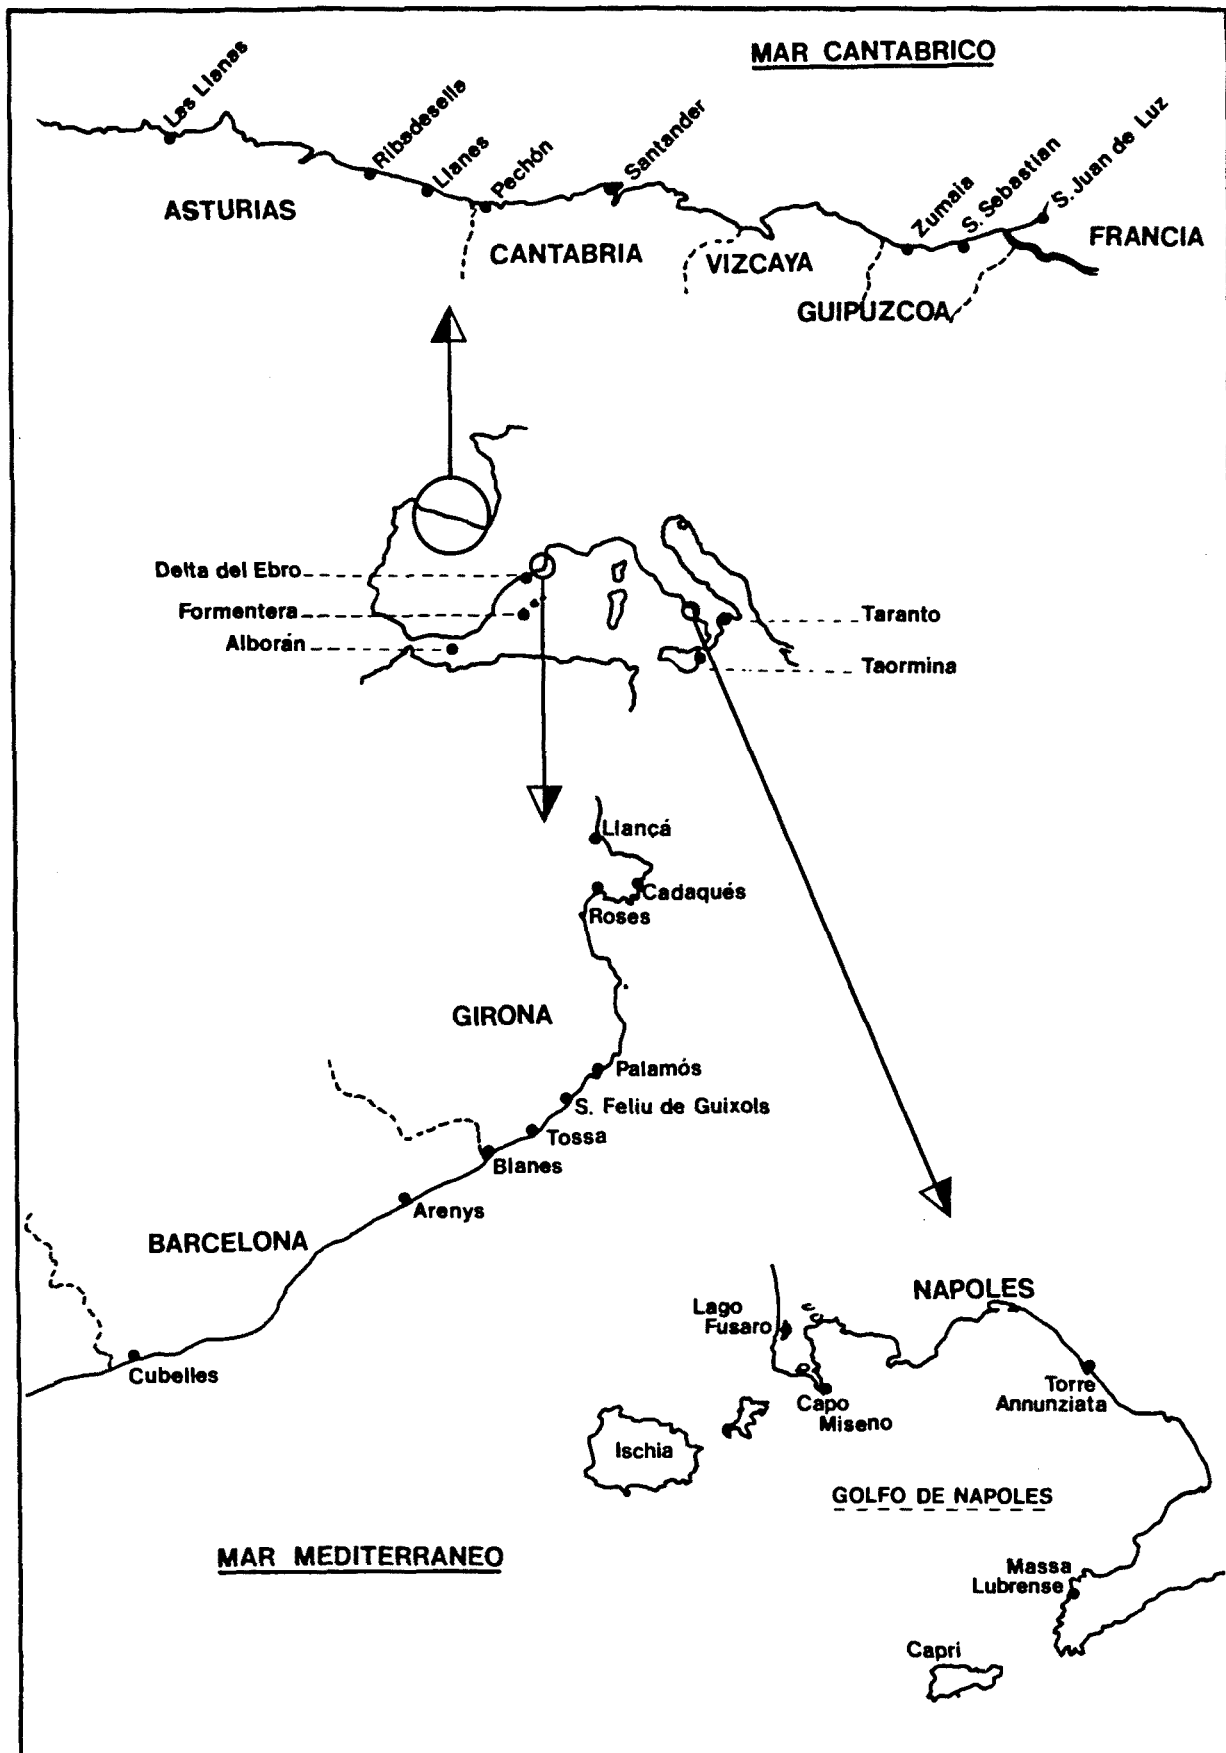 MAR CANTABRICO
Las Llanas
Ribadesella
Llanes
Pechón
Santander
Zumaia
S. Sebastian
S. Juan de Luz
ASTURIAS
CANTABRIA
VIZCAYA
GUIPUZCOA
FRANCIA
Delta del Ebro
Formentera
Alborán
Taranto
Taormina
Llançá
Cadaqués
Roses
GIRONA
Palamós
S. Feliu de Guixols
Tossa
Blanes
Arenys
BARCELONA
Cubelles
NAPOLES
Lago
Fusaro
Capo
Miseno
Torre
Annunziata
Ischia
GOLFO DE NAPOLES
MAR MEDITERRANEO
Massa
Lubrense
Capri